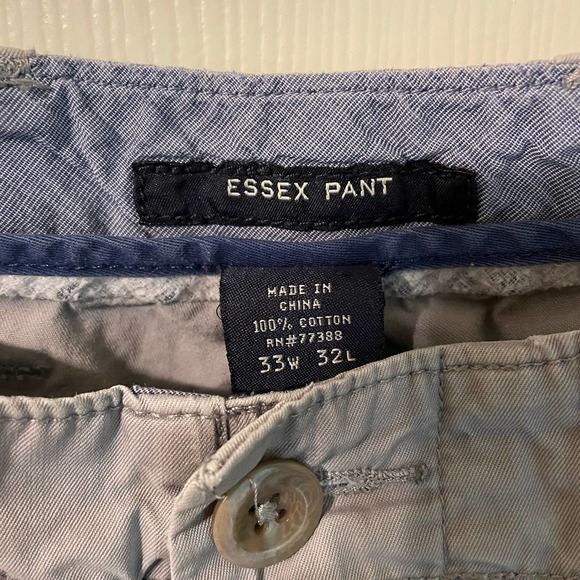 ESSEX PANT
MADE IN
CHINA
100% COTTON
RN#77388
33W 32L